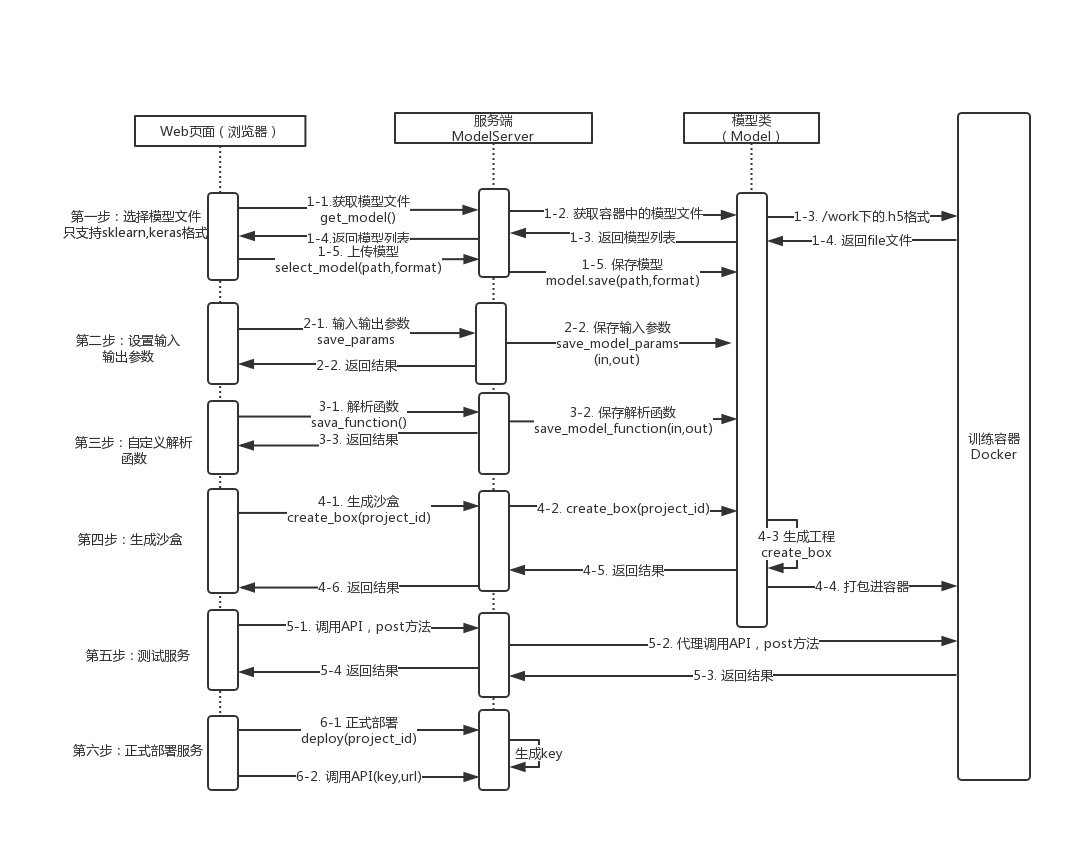 Web页面（浏览器）
服务端
ModelServer
模型类
（Model）
训练容器
Docker
第一步：选择模型文件
只支持sklearn,keras格式
1-1.获取模型文件
get_model()
1-2. 获取容器中的模型文件
1-3. /work下的.h5格式
1-4.返回模型列表
1-3. 返回模型列表
1-4. 返回file文件
1-5. 上传模型
select_model(path,format)
1-5. 保存模型
model.save(path,format)
第二步：设置输入
输出参数
2-1. 输入输出参数
save_params
2-2. 保存输入参数
save_model_params
(in,out)
2-2. 返回结果
第三步：自定义解析
函数
3-1. 解析函数
sava_function()
3-2. 保存解析函数
save_model_function(in,out)
3-3. 返回结果
第四步：生成沙盒
4-1. 生成沙盒
create_box(project_id)
4-2. create_box(project_id)
4-3 生成工程
create_box
4-5. 返回结果
4-6. 返回结果
4-4. 打包进容器
第五步：测试服务
5-1. 调用API，post方法
5-2. 代理调用API，post方法
5-4 返回结果
5-3. 返回结果
第六步：正式部署服务
6-1 正式部署
deploy(project_id)
生成key
6-2. 调用API(key,url)